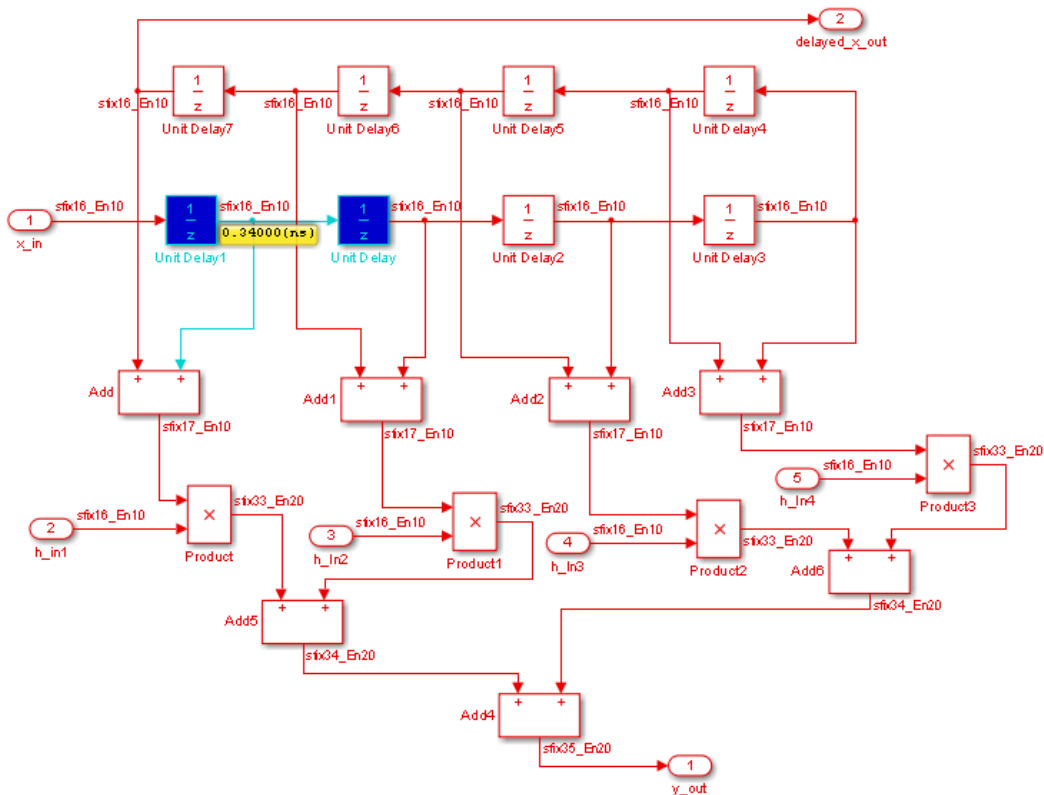 2
delayed_x_out
1
z
1
z
1
z
1
z
sfix16_En10
sfix16_En10
sfix16_En10
sfix16_En10
Unit Delay7
Unit Delay6
Unit Delay5
Unit Delay4
1
x_in
sfix16_En10
1
z
sfix16_En10
1
z
sfix16_En10
1
z
sfix16_En10
1
z
sfix16_En10
0.34000(ns)
Unit Delay1
Unit Delay
Unit Delay2
Unit Delay3
Add
+ +
Add1
+ +
Add2
+ +
Add3
+ +
sfix17_En10
sfix17_En10
sfix17_En10
sfix17_En10
5
h_In4
sfix16_En10
×
Product3
sfix33_En20
2
h_in1
sfix16_En10
×
Product
sfix33_En20
3
h_In2
sfix16_En10
×
Product1
sfix33_En20
4
h_In3
sfix16_En10
×
Product2
sfix33_En20
Add6
+ +
sfix34_En20
Add5
+ +
sfix34_En20
Add4
+ +
sfix35_En20
1
y_out